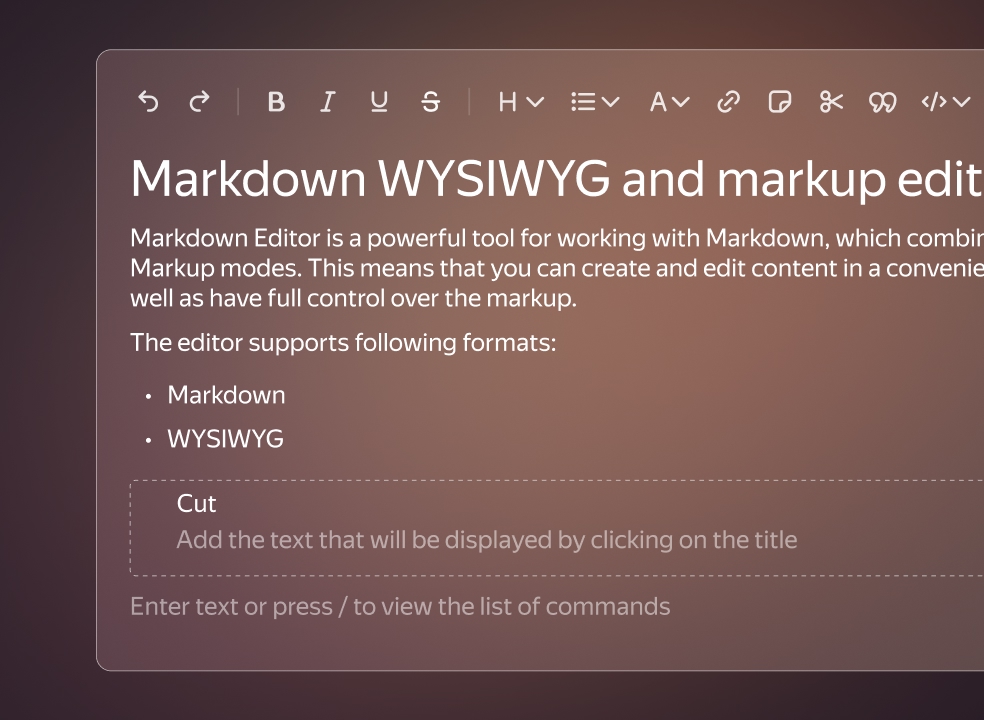 B I U S H A </>
Markdown WYSIWYG and markup edit
Markdown Editor is a powerful tool for working with Markdown, which combin
Markup modes. This means that you can create and edit content in a convenie
well as have full control over the markup.
The editor supports following formats:
• Markdown
• WYSIWYG
Cut
Add the text that will be displayed by clicking on the title
Enter text or press / to view the list of commands